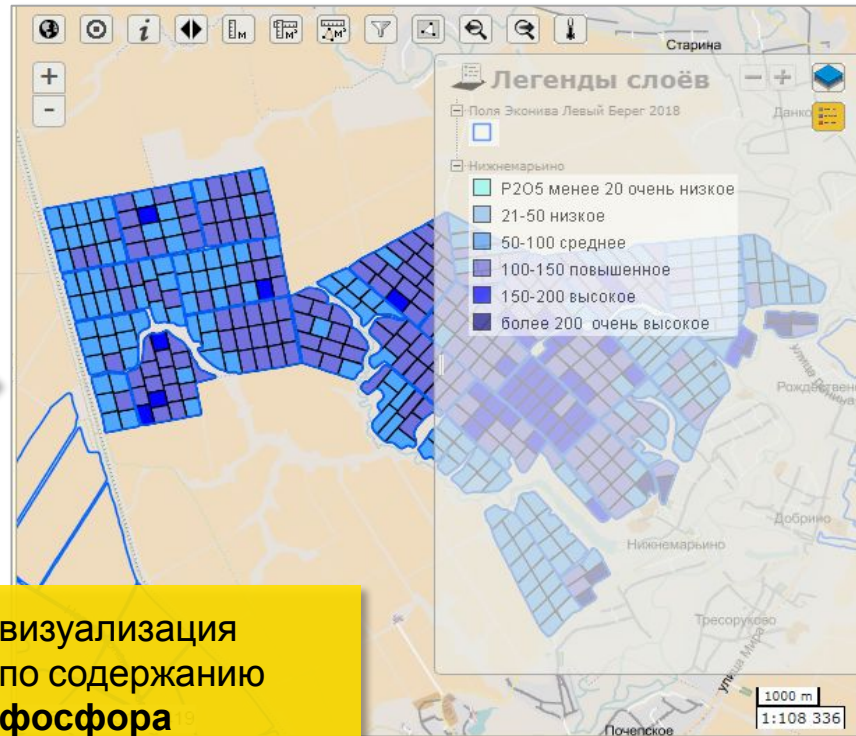 Старина
+
-
Легенды слоёв
Поля Эконива Левый Берег 2018
Нижнемарьино
P2O5 менее 20 очень низкое
21-50 низкое
50-100 среднее
100-150 повышенное
150-200 высокое
более 200 очень высокое
улица Ленина
Добрино
Нижнемарьино
Тресоруково
улица Мира
Почепское
1000 m
1:108 336
визуализация
по содержанию
фосфора